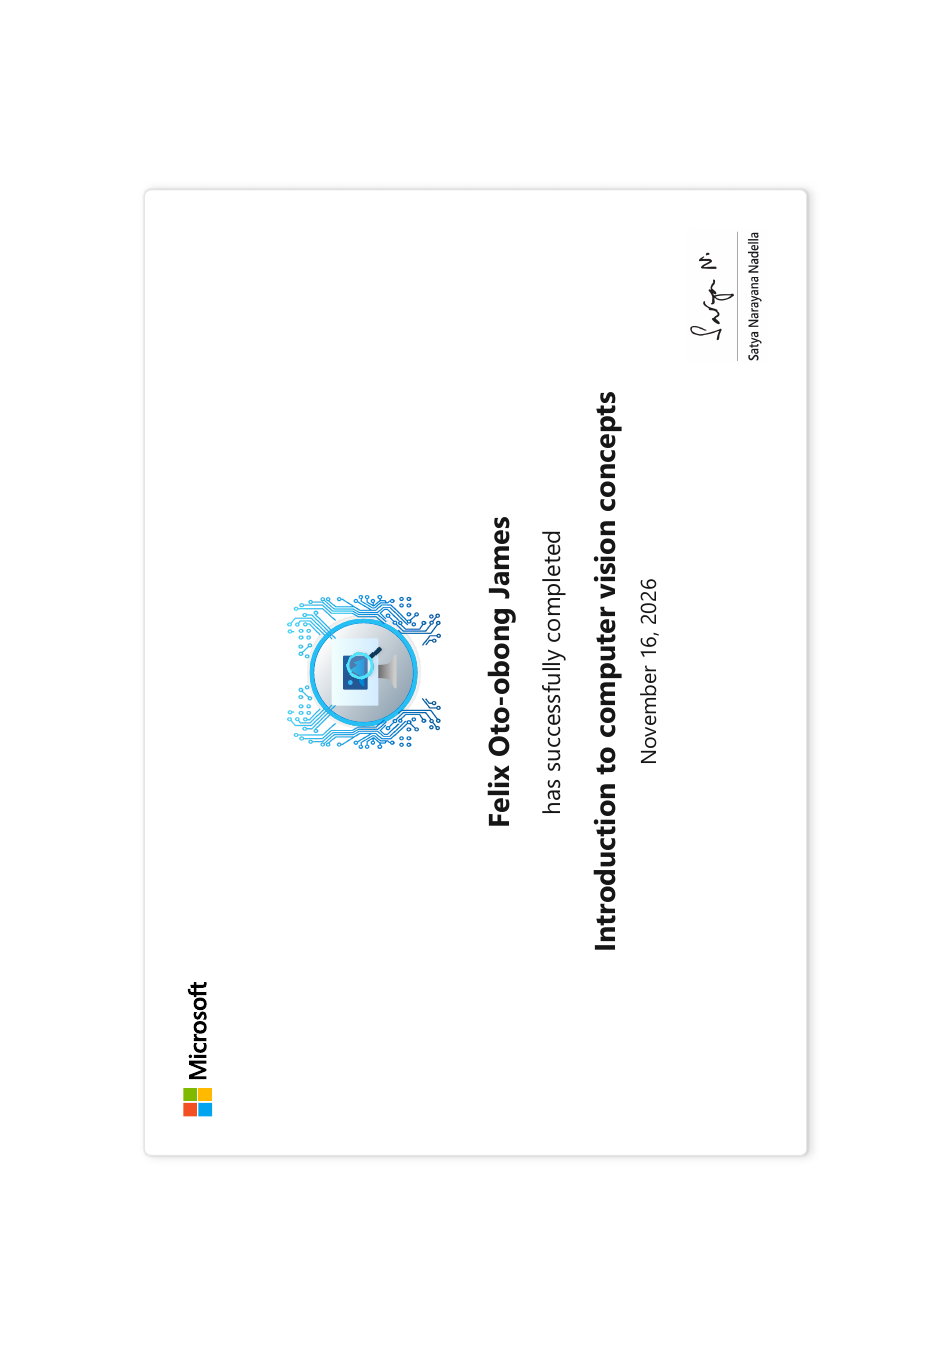 Microsoft
Felix Oto-obong James
has successfully completed
Introduction to computer vision concepts
November 16, 2026
Satya N.
Satya Narayana Nadella